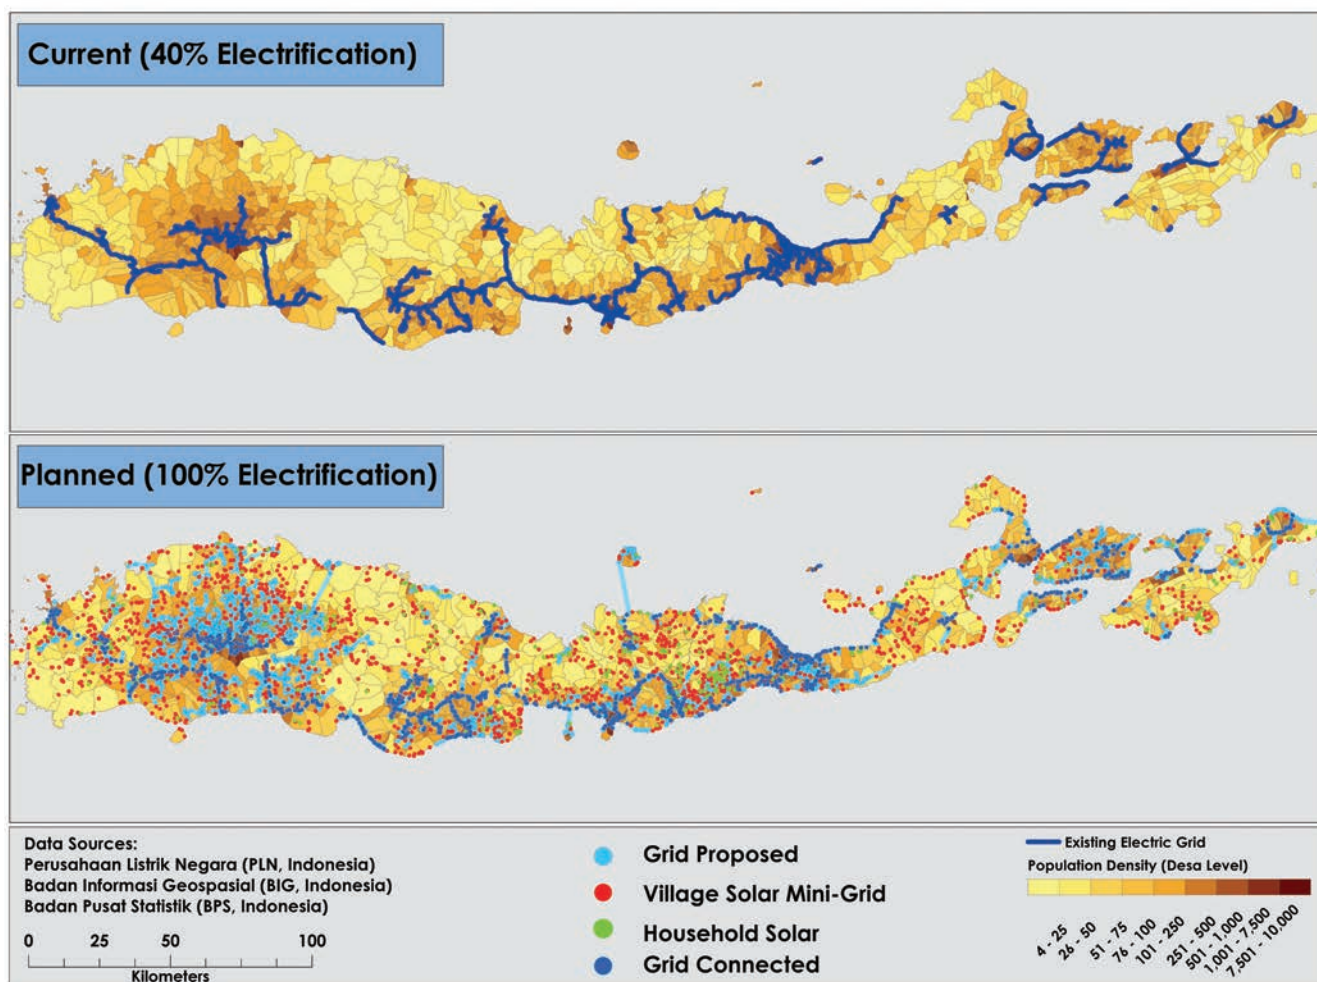 Current (40% Electrification)
Planned (100% Electrification)
Data Sources:
Perusahaan Listrik Negara (PLN, Indonesia)
Badan Informasi Geospasial (BIG, Indonesia)
Badan Pusat Statistik (BPS, Indonesia)
0 25 50 100
Kilometers
Grid Proposed
Village Solar Mini-Grid
Household Solar
Grid Connected
Existing Electric Grid
Population Density (Desa Level)
4 - 25
26 - 50
51 - 75
76 - 100
101 - 250
251 - 500
501 - 1,000
1,001 - 7,500
7,501 - 10,000